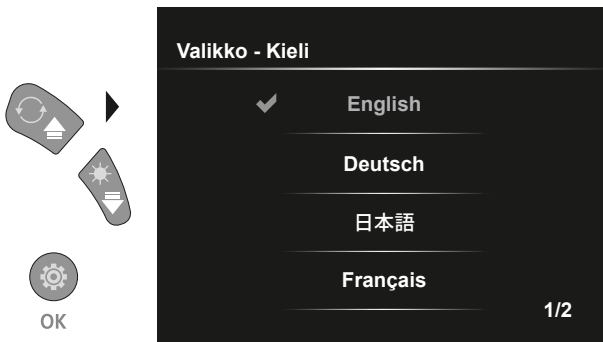 Valikko - Kieli
English
Deutsch
日本語
Français
1/2
OK